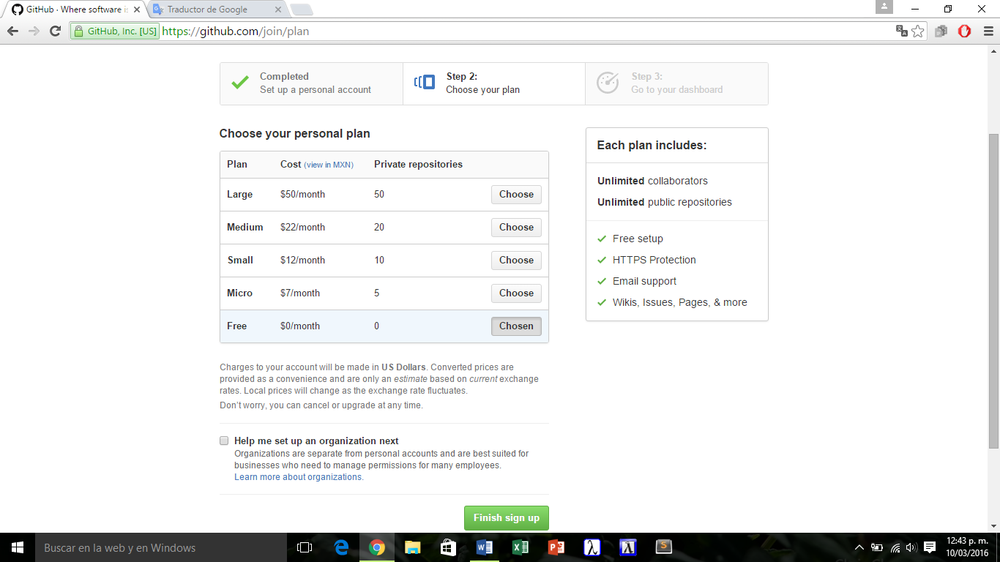 GitHub · Where software is
Traductor de Google
GitHub, Inc. [US] https://github.com/join/plan
Completed
Set up a personal account
Step 2:
Choose your plan
Step 3:
Go to your dashboard
Choose your personal plan
Plan Cost (view in MXN) Private repositories
Large $50/month 50 Choose
Medium $22/month 20 Choose
Small $12/month 10 Choose
Micro $7/month 5 Choose
Free $0/month 0 Chosen
Charges to your account will be made in US Dollars. Converted prices are
provided as a convenience and are only an estimate based on current exchange
rates. Local prices will change as the exchange rate fluctuates.
Don't worry, you can cancel or upgrade at any time.
Help me set up an organization next
Organizations are separate from personal accounts and are best suited for
businesses who need to manage permissions for many employees.
Learn more about organizations.
Finish sign up
Each plan includes:
Unlimited collaborators
Unlimited public repositories
Free setup
HTTPS Protection
Email support
Wikis, Issues, Pages, & more
Buscar en la web y en Windows
12:43 p. m.
10/03/2016